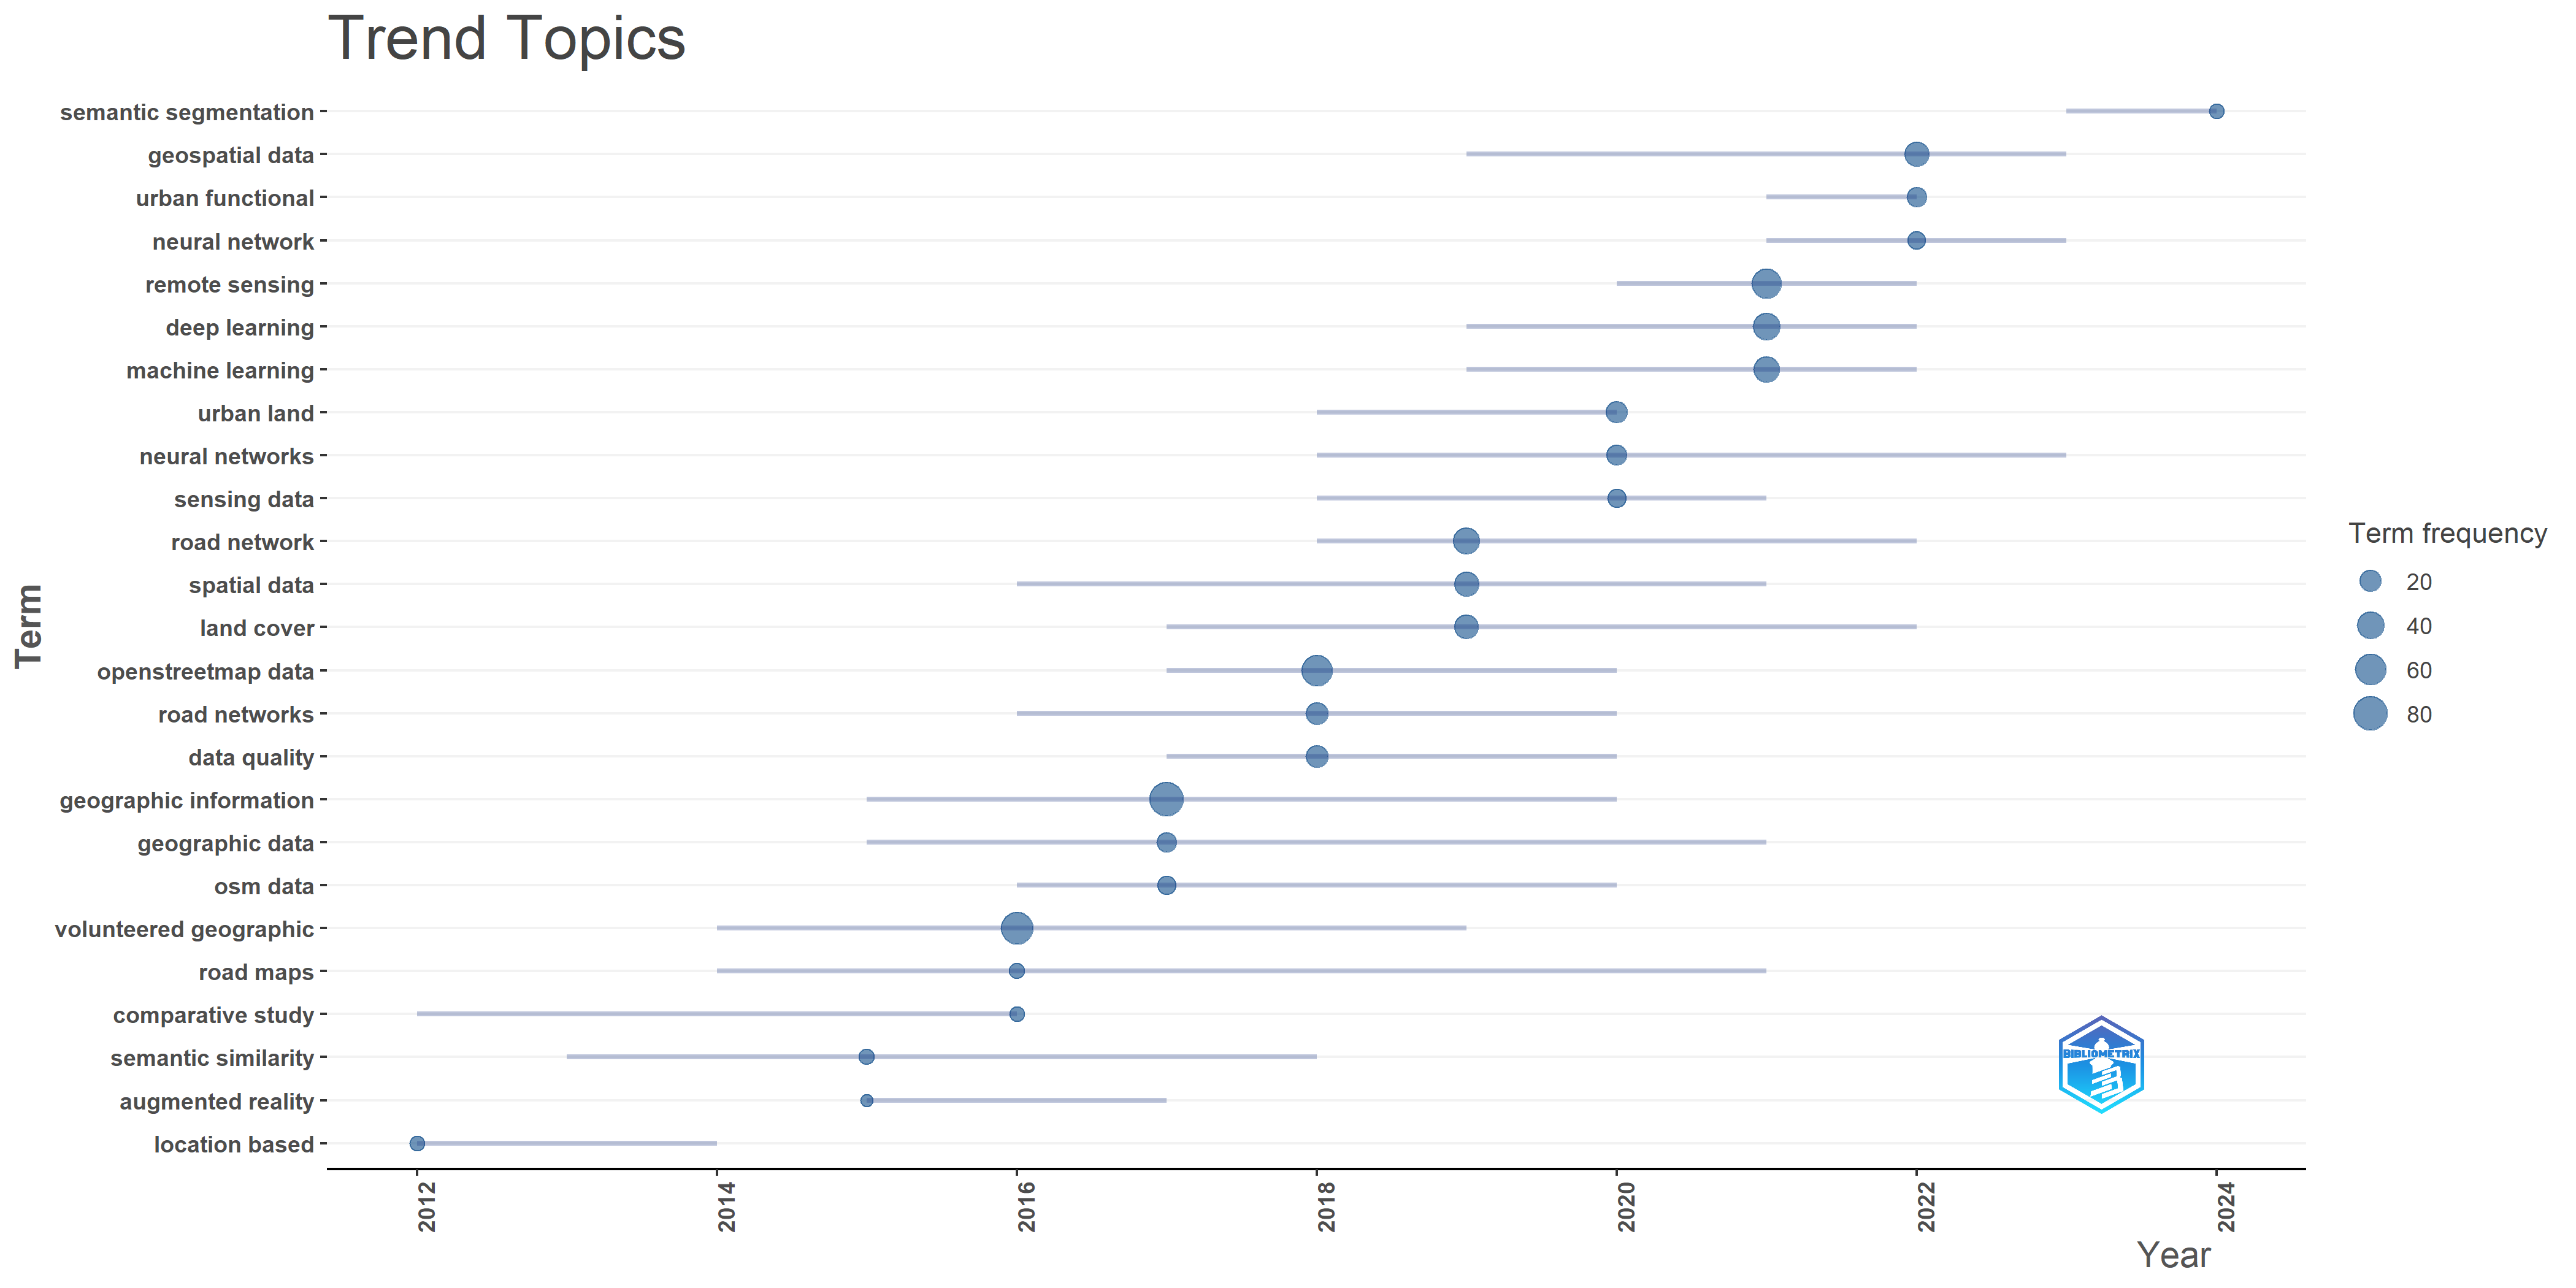 Trend Topics
semantic segmentation
geospatial data
urban functional
neural network
remote sensing
deep learning
machine learning
urban land
neural networks
sensing data
road network
spatial data
land cover
openstreetmap data
road networks
data quality
geographic information
geographic data
osm data
volunteered geographic
road maps
comparative study
semantic similarity
augmented reality
location based
Term
2012
2014
2016
2018
2020
2022
2024
Year
Term frequency
20
40
60
80
BIBLIOMETRIX